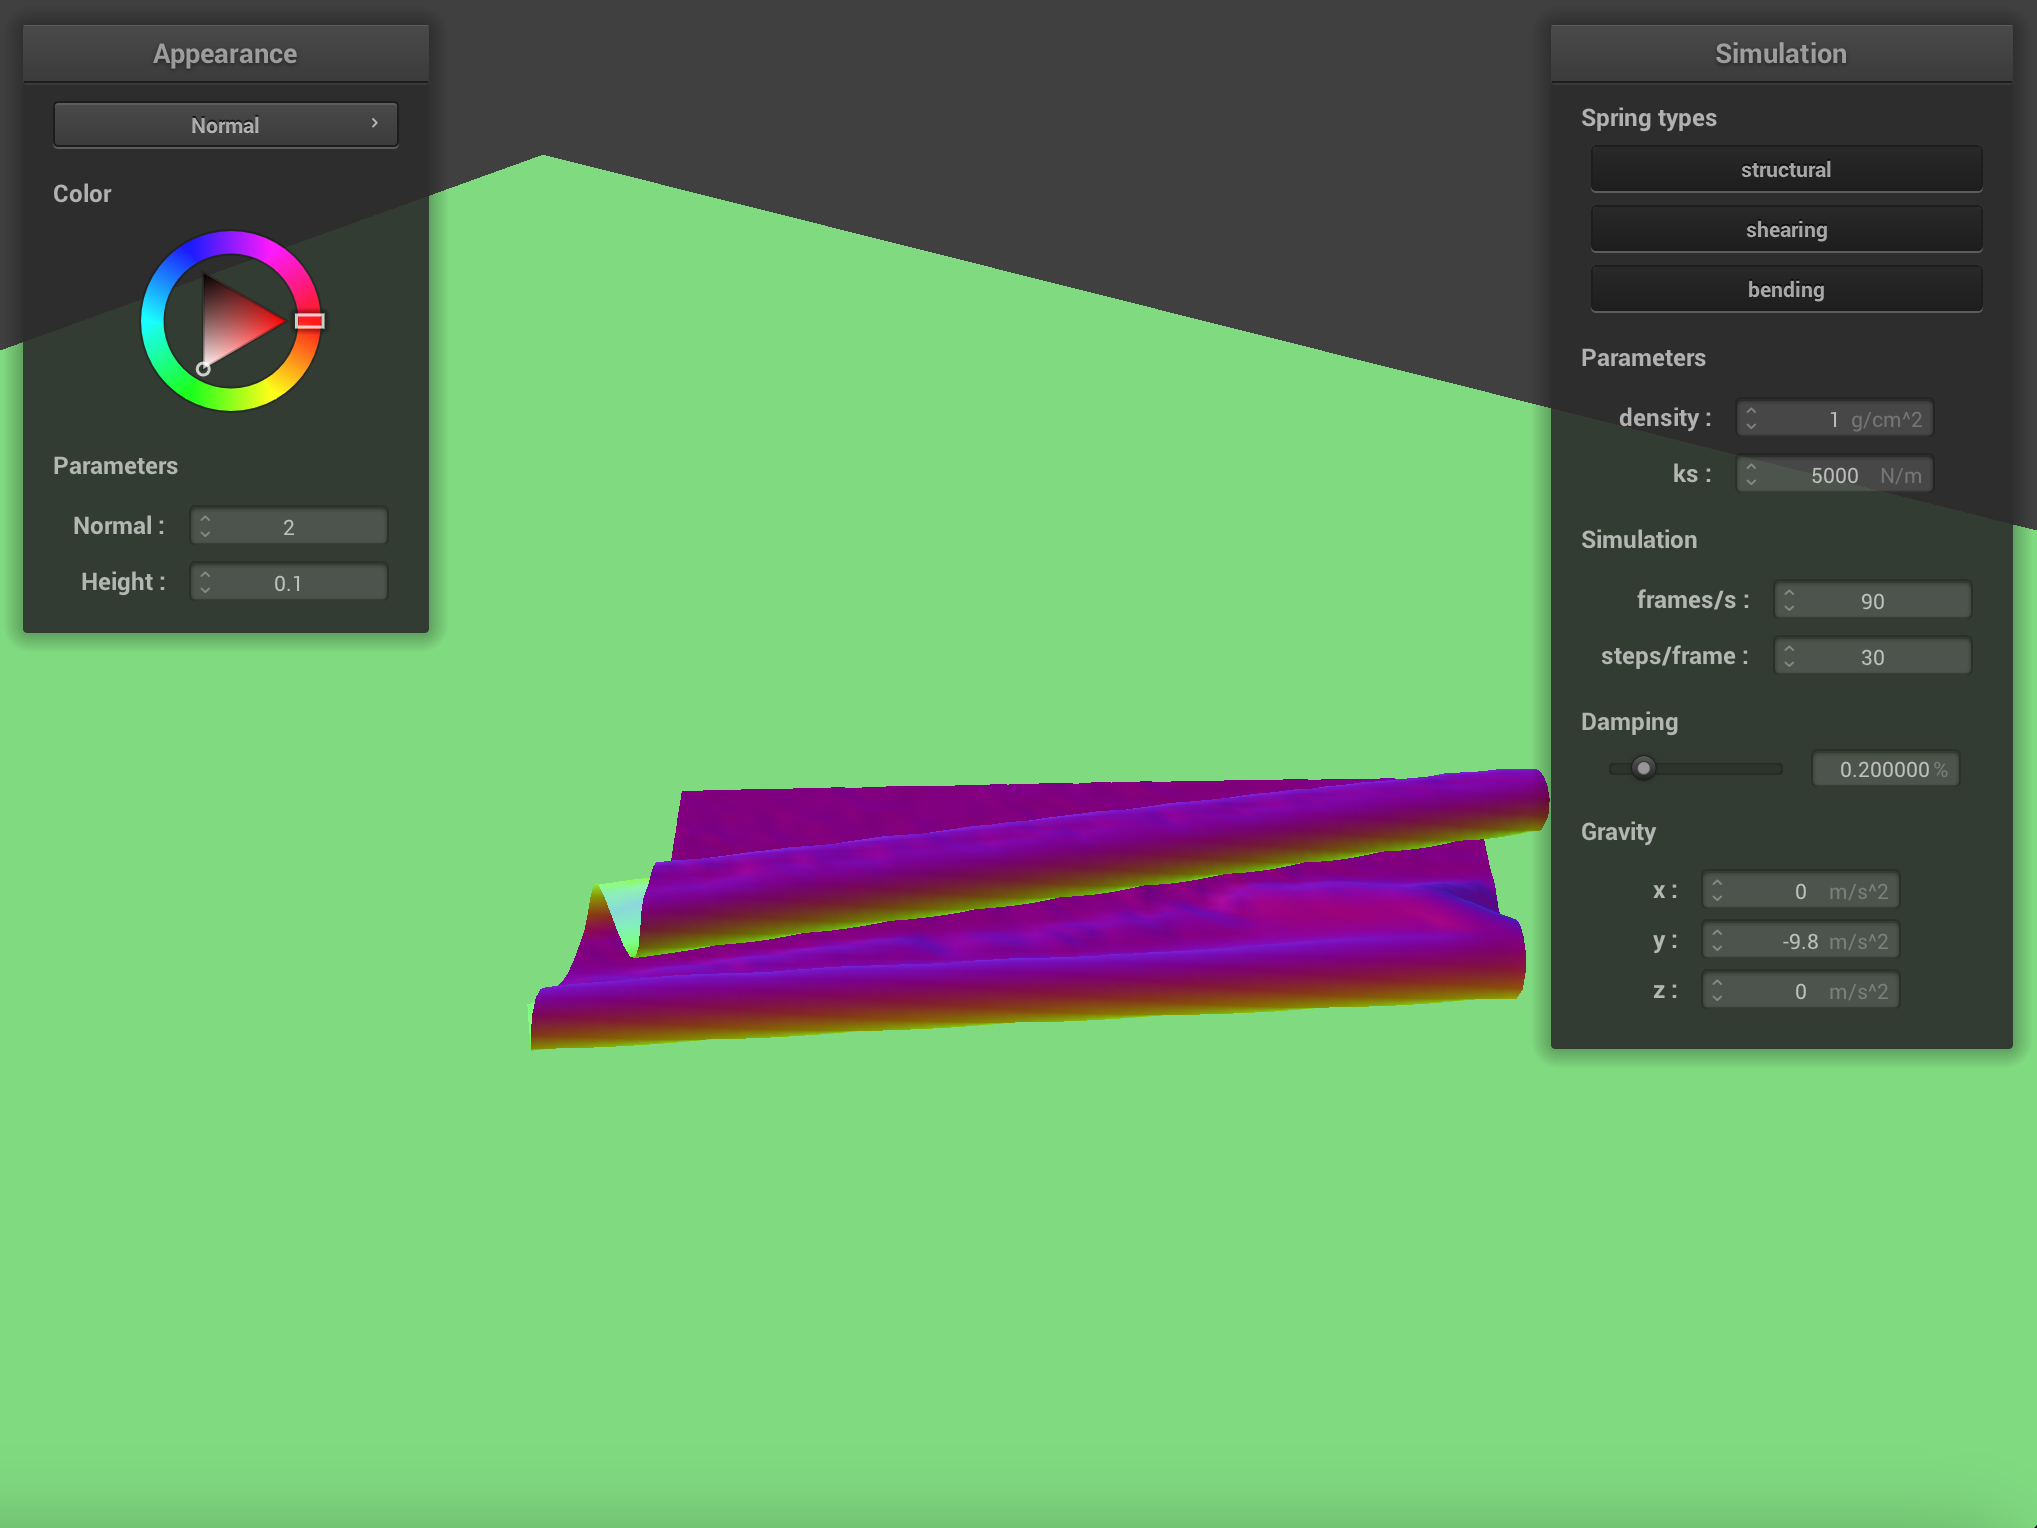 Appearance
Normal
Color
Parameters
Normal : 2
Height : 0.1
Simulation
Spring types
structural
shearing
bending
Parameters
density : 1 g/cm^2
ks : 5000 N/m
Simulation
frames/s : 90
steps/frame : 30
Damping
0.200000 %
Gravity
x : 0 m/s^2
y : -9.8 m/s^2
z : 0 m/s^2